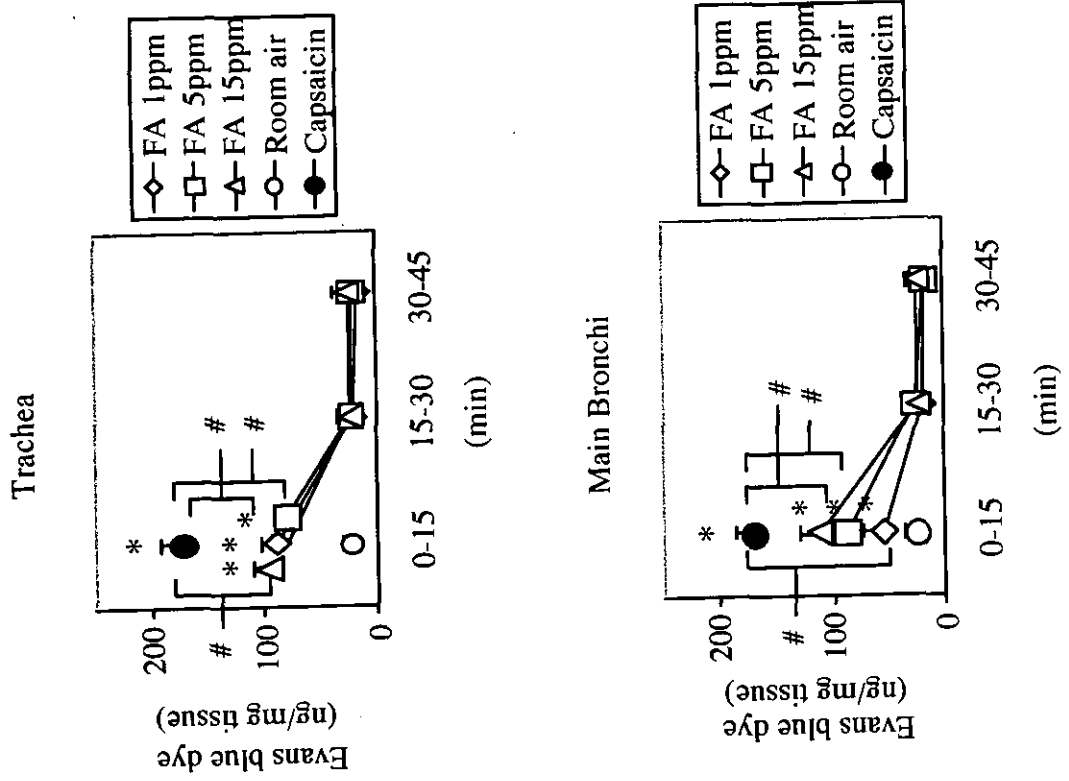 Trachea
Evans blue dye
(ng/mg tissue)
200
100
0
*
*
*
*
#
#
#
0-15
15-30
30-45
(min)
FA 1ppm
FA 5ppm
FA 15ppm
Room air
Capsaicin
Main Bronchi
Evans blue dye
(ng/mg tissue)
200
100
0
*
*
*
*
#
#
#
0-15
15-30
30-45
(min)
FA 1ppm
FA 5ppm
FA 15ppm
Room air
Capsaicin